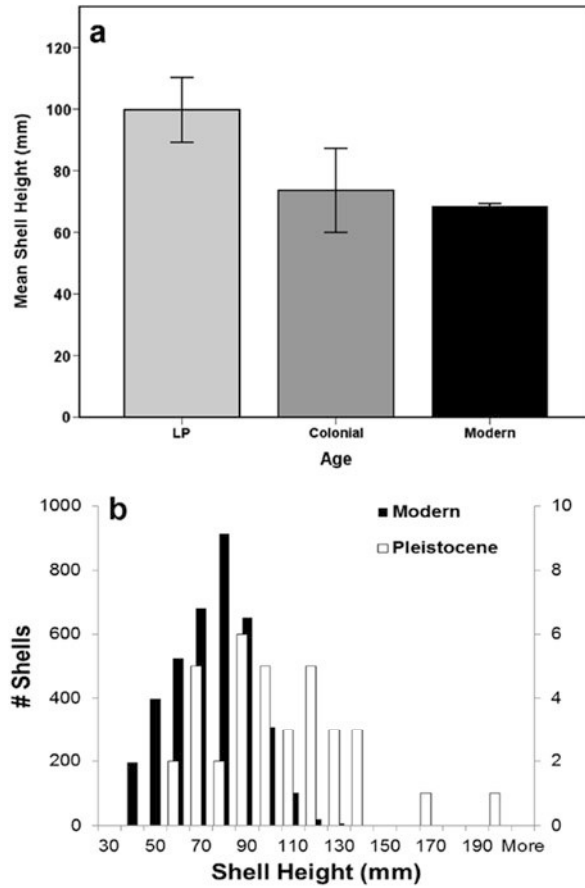 a
120
100
80
60
40
20
0
Mean Shell Height (mm)
LP Colonial Modern
Age
b
Modern
Pleistocene
1000 10
800 8
600 6
400 4
200 2
0 0
# Shells
30 50 70 90 110 130 150 170 190 More
Shell Height (mm)